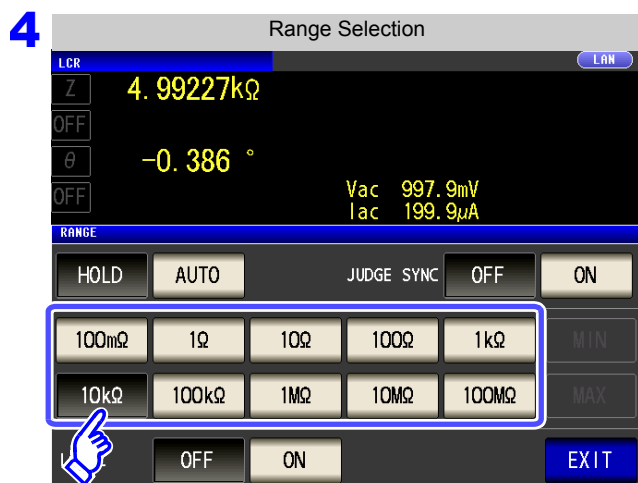 4
Range Selection
LCR LAN
Z 4.99227kΩ
OFF
θ -0.386 °
OFF Vac 997.9mV
Iac 199.9μA
RANGE
HOLD AUTO JUDGE SYNC OFF ON
100mΩ 1Ω 10Ω 100Ω 1kΩ MIN
10kΩ 100kΩ 1MΩ 10MΩ 100MΩ MAX
OFF ON EXIT